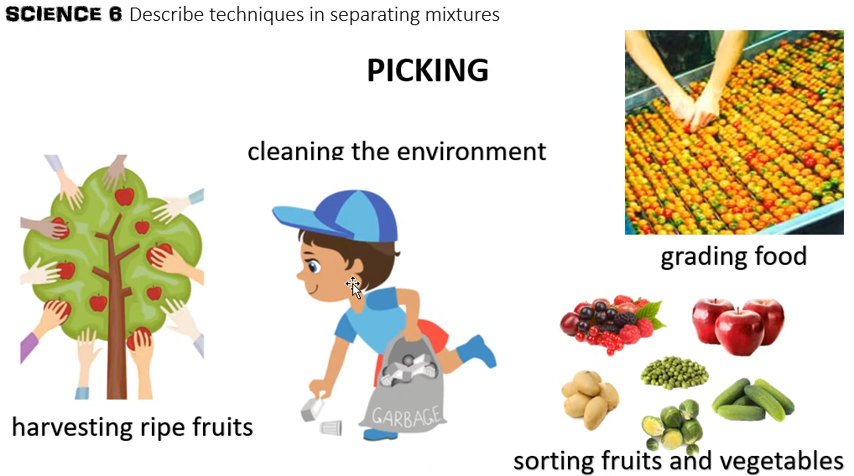 SCIENCE 6 Describe techniques in separating mixtures
PICKING
cleaning the environment
grading food
GARBAGE
harvesting ripe fruits
sorting fruits and vegetables